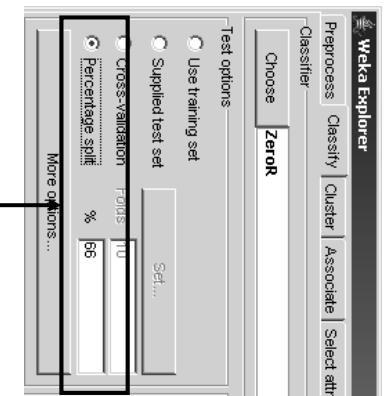 Weka Explorer
Preprocess Classify Cluster Associate Select attr
Classifier
Choose ZeroR
Test options
Use training set
Supplied test set Set...
Cross-validation Folds 10
Percentage split % 66
More options...